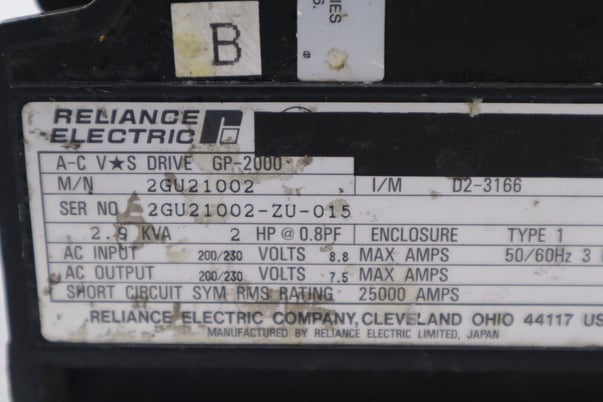 IES
6.
B
RELIANCE
ELECTRIC
A-C V★S DRIVE GP-2000
M/N 2GU21002 I/M D2-3166
SER NO 2GU21002-ZU-015
2.9 KVA 2 HP @ 0.8PF ENCLOSURE TYPE 1
AC INPUT 200/230 VOLTS 8.8 MAX AMPS 50/60Hz 3
AC OUTPUT 200/230 VOLTS 7.5 MAX AMPS
SHORT CIRCUIT SYM RMS RATING 25000 AMPS
RELIANCE ELECTRIC COMPANY, CLEVELAND OHIO 44117 US
MANUFACTURED BY RELIANCE ELECTRIC LIMITED, JAPAN